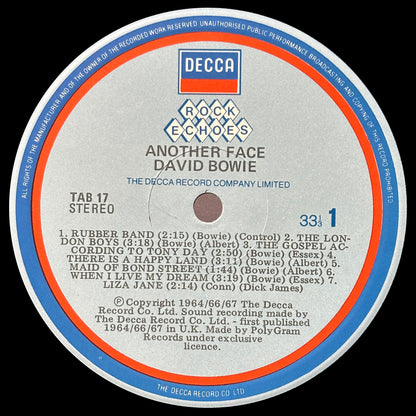 ALL RIGHTS OF THE MANUFACTURER AND OF THE OWNER OF THE RECORDED WORK RESERVED UNAUTHORISED PUBLIC PERFORMANCE BROADCASTING AND COPYING OF THIS RECORD PROHIBITED
DECCA
ROCK
ECHOES
ANOTHER FACE
DAVID BOWIE
THE DECCA RECORD COMPANY LIMITED
TAB 17
STEREO
33⅓ 1
1. RUBBER BAND (2:15) (Bowie) (Control) 2. THE LON-
DON BOYS (3:18) (Bowie) (Albert) 3. THE GOSPEL AC-
CORDING TO TONY DAY (2:50) (Bowie) (Essex) 4.
THERE IS A HAPPY LAND (3:11) (Bowie) (Albert) 5.
MAID OF BOND STREET (1:44) (Bowie) (Albert) 6.
WHEN I LIVE MY DREAM (3:19) (Bowie) (Essex) 7.
LIZA JANE (2:14) (Conn) (Dick James)
Ⓟ Copyright 1964/66/67 The Decca
Record Co. Ltd. Sound recording made by
The Decca Record Co. Ltd. - first published
1964/66/67 in U.K. Made by PolyGram
Records under exclusive
licence.
THE DECCA RECORD CO LTD